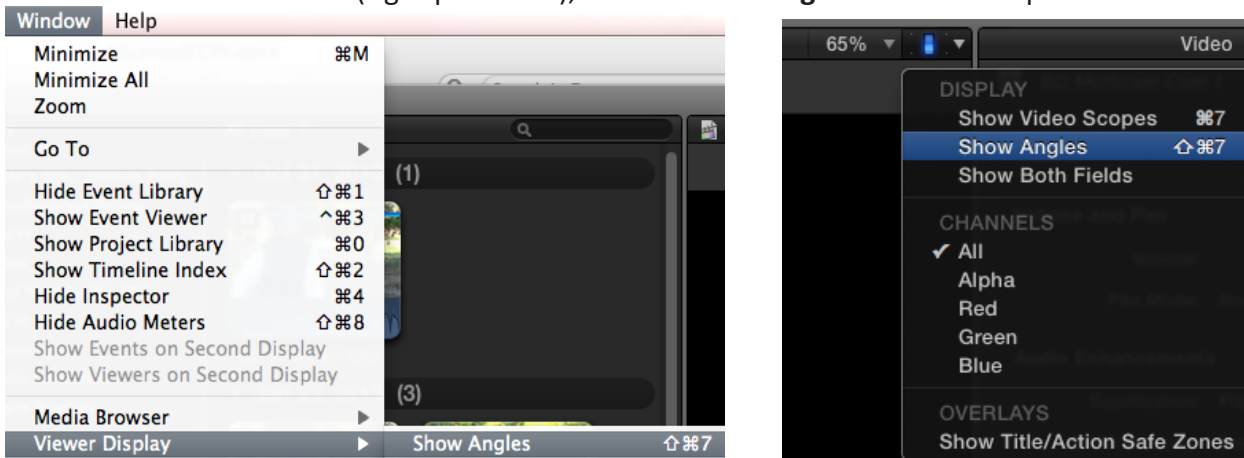 Window Help
Minimize ⌘M
Minimize All
Zoom
Go To ▶
Hide Event Library ⇧⌘1
Show Event Viewer ^⌘3
Show Project Library ⌘0
Show Timeline Index ⇧⌘2
Hide Inspector ⌘4
Hide Audio Meters ⇧⌘8
Show Events on Second Display
Show Viewers on Second Display
Media Browser ▶
Viewer Display ▶
Show Angles ⇧⌘7
(1)
(3)
65% ▼ ▼ Video
DISPLAY
Show Video Scopes ⌘7
Show Angles ⇧⌘7
Show Both Fields
CHANNELS
✔ All
Alpha
Red
Green
Blue
OVERLAYS
Show Title/Action Safe Zones